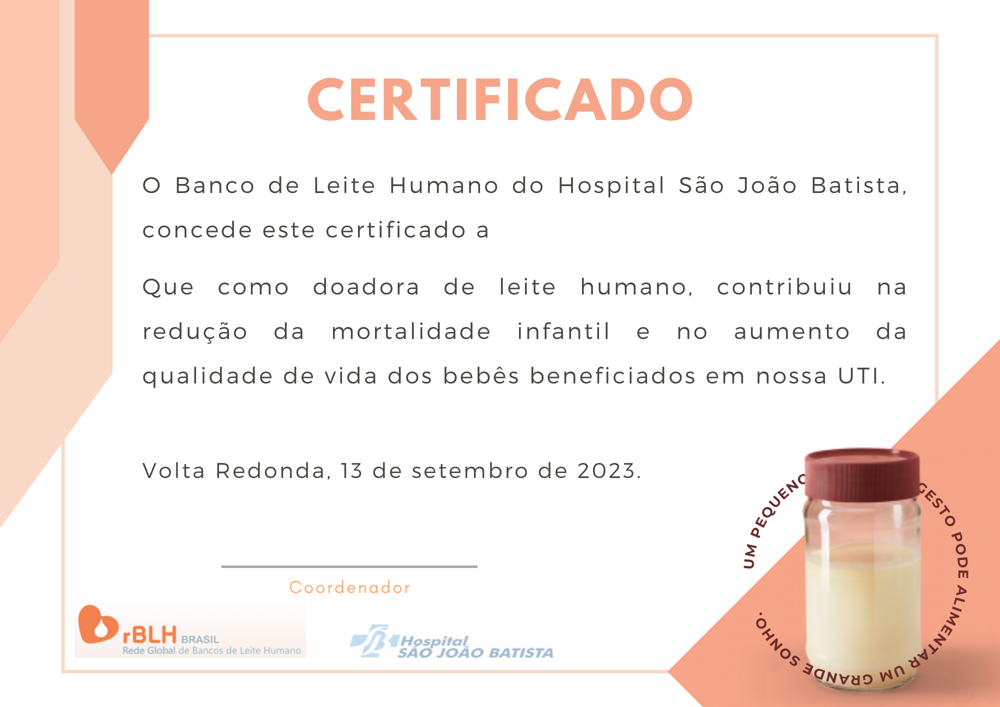 CERTIFICADO
O Banco de Leite Humano do Hospital São João Batista,
concede este certificado a
Que como doadora de leite humano, contribuiu na
redução da mortalidade infantil e no aumento da
qualidade de vida dos bebês beneficiados em nossa UTI.
Volta Redonda, 13 de setembro de 2023.
UM PEQUENO GESTO PODE ALIMENTAR UM GRANDE SONHO.
Coordenador
rBLH BRASIL
Rede Global de Bancos de Leite Humano
Hospital
SÃO JOÃO BATISTA